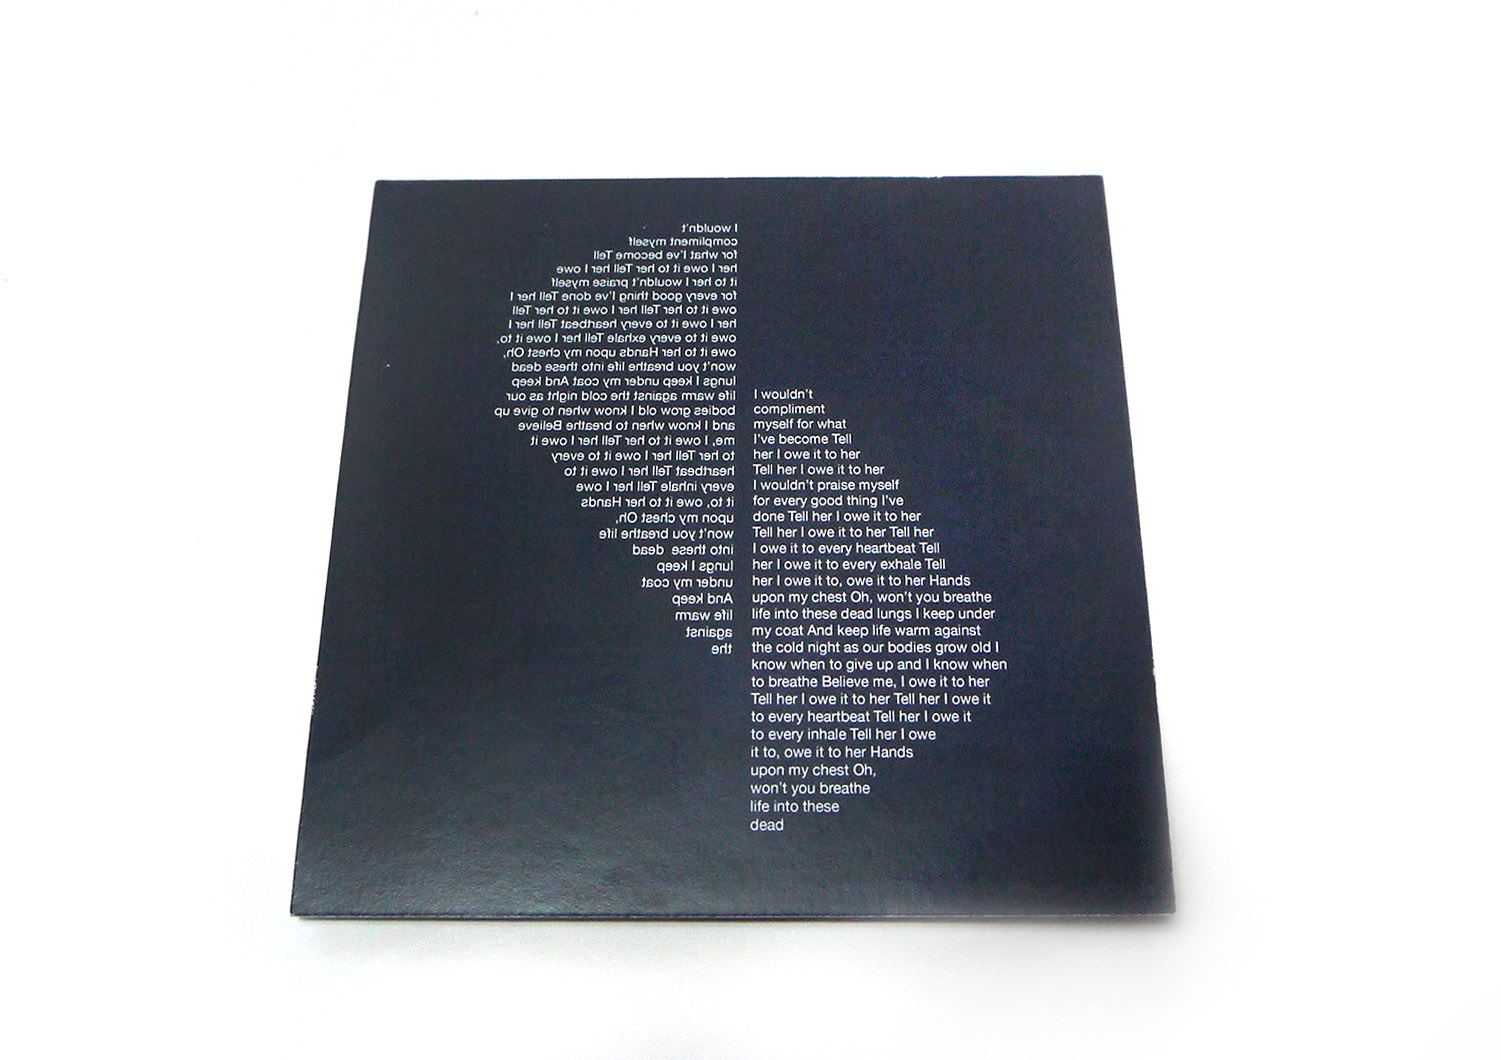 I wouldn't
compliment myself
for what I've become Tell
her I owe it to her Tell her I owe
it to her I wouldn't praise myself
for every good thing I've done Tell her I
owe it to her Tell her I owe it to her Tell
her I owe it to every heartbeat Tell her I
owe it to every exhale Tell her I owe it to,
owe it to her Hands upon my chest Oh,
won't you breathe life into these dead
lungs I keep under my coat And keep
life warm against the cold night as our
bodies grow old I know when to give up
and I know when to breathe Believe
me, I owe it to her Tell her I owe it
to her Tell her I owe it to every
heartbeat Tell her I owe it to
every inhale Tell her I owe
it to, owe it to her Hands
upon my chest Oh,
won't you breathe life
into these dead
lungs I keep
under my coat
And keep
life warm
against
the
I wouldn't
compliment
myself for what
I've become Tell
her I owe it to her
Tell her I owe it to her
I wouldn't praise myself
for every good thing I've
done Tell her I owe it to her
Tell her I owe it to her Tell her
I owe it to every heartbeat Tell
her I owe it to every exhale Tell
her I owe it to, owe it to her Hands
upon my chest Oh, won't you breathe
life into these dead lungs I keep under
my coat And keep life warm against
the cold night as our bodies grow old I
know when to give up and I know when
to breathe Believe me, I owe it to her
Tell her I owe it to her Tell her I owe it
to every heartbeat Tell her I owe it
to every inhale Tell her I owe
it to, owe it to her Hands
upon my chest Oh,
won't you breathe
life into these
dead